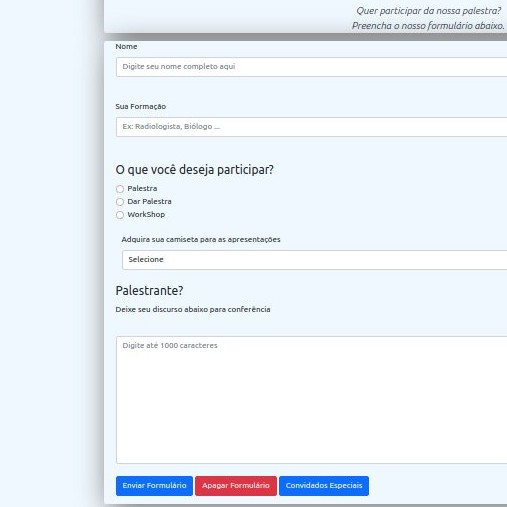 Quer participar da nossa palestra?
Preencha o nosso formulário abaixo.
Nome
Digite seu nome completo aqui
Sua Formação
Ex: Radiologista, Biólogo ...
O que você deseja participar?
Palestra
Dar Palestra
WorkShop
Adquira sua camiseta para as apresentações
Selecione
Palestrante?
Deixe seu discurso abaixo para conferência
Digite até 1000 caracteres
Enviar Formulário Apagar Formulário Convidados Especiais